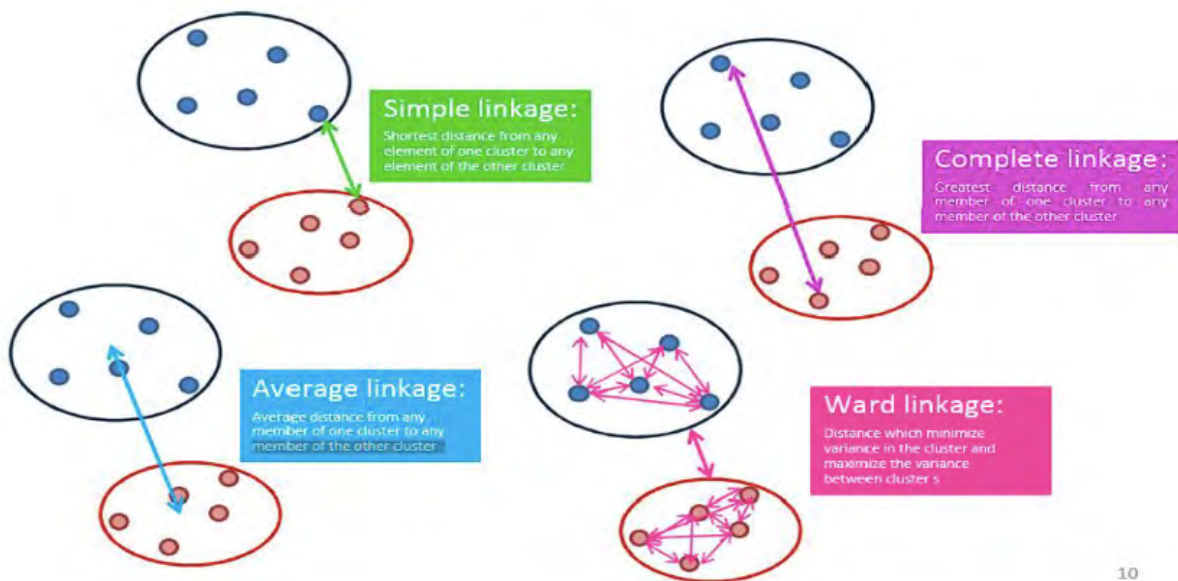 Simple linkage:
Shortest distance from any
element of one cluster to any
element of the other cluster
Complete linkage:
Greatest distance from any
member of one cluster to any
member of the other cluster
Average linkage:
Average distance from any
member of one cluster to any
member of the other cluster
Ward linkage:
Distance which minimize
variance in the cluster and
maximize the variance
between cluster s
10